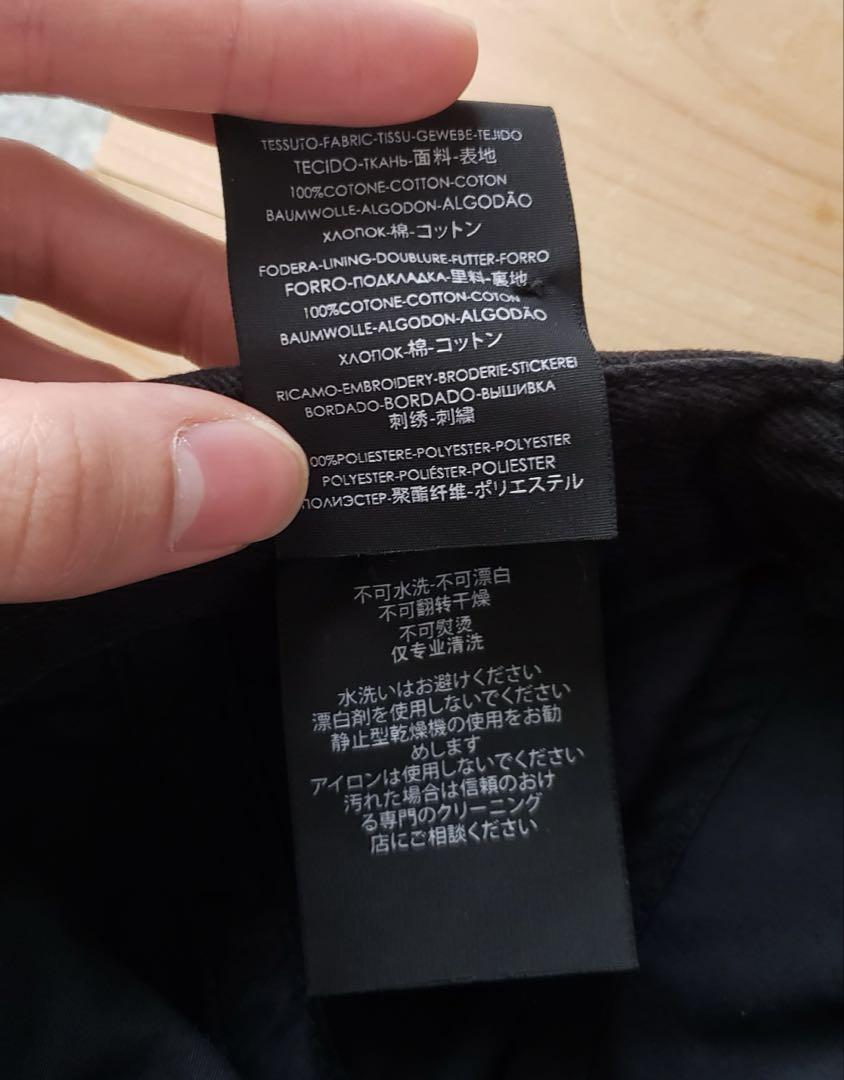 TESSUTO-FABRIC-TISSU-GEWEBE-TEJIDO
TECIDO-ТКАНЬ-面料-表地
100%COTONE-COTTON-COTON
BAUMWOLLE-ALGODON-ALGODÃO
ХЛОПОК-棉-コットン
FODERA-LINING-DOUBLURE-FUTTER-FORRO
FORRO-ПОДКЛАДКА-里料-裏地
100%COTONE-COTTON-COTON
BAUMWOLLE-ALGODON-ALGODÃO
ХЛОПОК-棉-コットン
RICAMO-EMBROIDERY-BRODERIE-STICKEREI
BORDADO-BORDADO-ВЫШИВКА
刺绣-刺繍
00%POLIESTERE-POLYESTER-POLYESTER
POLYESTER-POLIÉSTER-POLIESTER
ПОЛИЭСТЕР-聚酯纤维-ポリエステル
不可水洗-不可漂白
不可翻转干燥
不可熨烫
仅专业清洗
水洗いはお避けください
漂白剤を使用しないでください
静止型乾燥機の使用をお勧
めします
アイロンは使用しないでください
汚れた場合は信頼のおけ
る専門のクリーニング
店にご相談ください